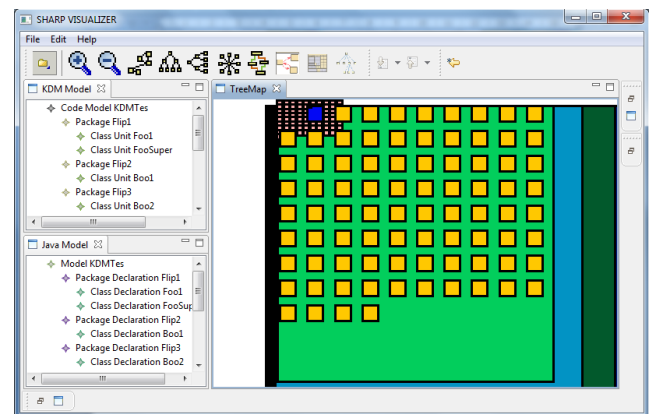 SHARP VISUALIZER
File Edit Help
KDM Model
Code Model KDMTes
Package Flip1
Class Unit Foo1
Class Unit FooSuper
Package Flip2
Class Unit Boo1
Package Flip3
Class Unit Boo2
TreeMap
Java Model
Model KDMTes
Package Declaration Flip1
Class Declaration Foo1
Class Declaration FooSup
Package Declaration Flip2
Class Declaration Boo1
Package Declaration Flip3
Class Declaration Boo2